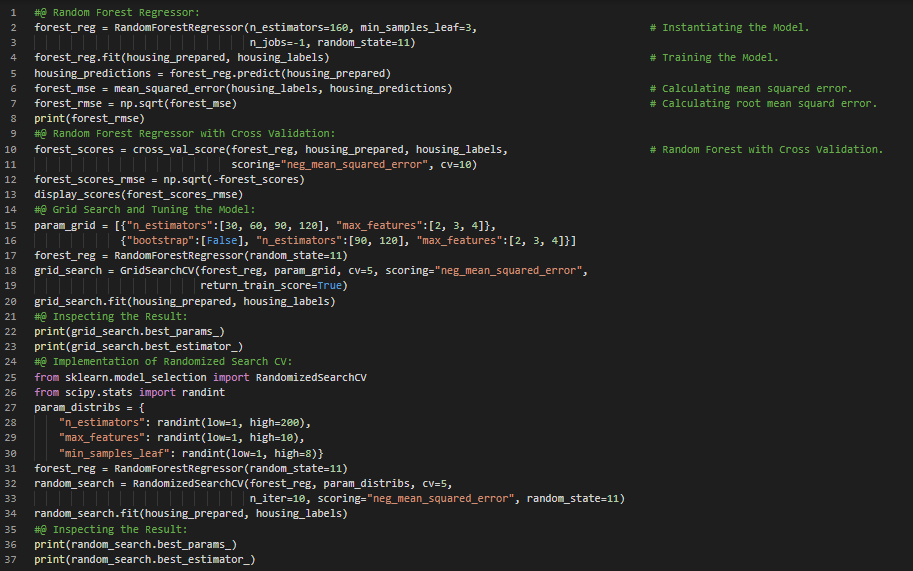 1 #@ Random Forest Regressor:
2 forest_reg = RandomForestRegressor(n_estimators=160, min_samples_leaf=3, # Instantiating the Model.
3 n_jobs=-1, random_state=11)
4 forest_reg.fit(housing_prepared, housing_labels) # Training the Model.
5 housing_predictions = forest_reg.predict(housing_prepared)
6 forest_mse = mean_squared_error(housing_labels, housing_predictions) # Calculating mean squared error.
7 forest_rmse = np.sqrt(forest_mse) # Calculating root mean squard error.
8 print(forest_rmse)
9 #@ Random Forest Regressor with Cross Validation:
10 forest_scores = cross_val_score(forest_reg, housing_prepared, housing_labels, # Random Forest with Cross Validation.
11 scoring="neg_mean_squared_error", cv=10)
12 forest_scores_rmse = np.sqrt(-forest_scores)
13 display_scores(forest_scores_rmse)
14 #@ Grid Search and Tuning the Model:
15 param_grid = [{"n_estimators":[30, 60, 90, 120], "max_features":[2, 3, 4]},
16 {"bootstrap":[False], "n_estimators":[90, 120], "max_features":[2, 3, 4]}]
17 forest_reg = RandomForestRegressor(random_state=11)
18 grid_search = GridSearchCV(forest_reg, param_grid, cv=5, scoring="neg_mean_squared_error",
19 return_train_score=True)
20 grid_search.fit(housing_prepared, housing_labels)
21 #@ Inspecting the Result:
22 print(grid_search.best_params_)
23 print(grid_search.best_estimator_)
24 #@ Implementation of Randomized Search CV:
25 from sklearn.model_selection import RandomizedSearchCV
26 from scipy.stats import randint
27 param_distribs = {
28 "n_estimators": randint(low=1, high=200),
29 "max_features": randint(low=1, high=10),
30 "min_samples_leaf": randint(low=1, high=8)}
31 forest_reg = RandomForestRegressor(random_state=11)
32 random_search = RandomizedSearchCV(forest_reg, param_distribs, cv=5,
33 n_iter=10, scoring="neg_mean_squared_error", random_state=11)
34 random_search.fit(housing_prepared, housing_labels)
35 #@ Inspecting the Result:
36 print(random_search.best_params_)
37 print(random_search.best_estimator_)